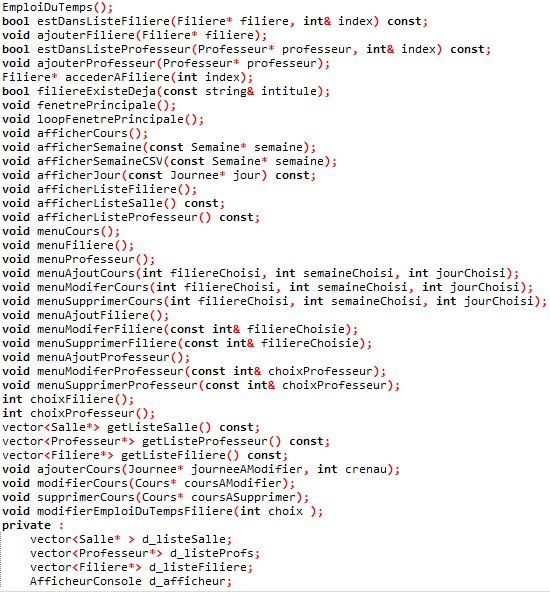 EmploiDuTemps();
bool estDansListeFiliere(Filiere* filiere, int& index) const;
void ajouterFiliere(Filiere* filiere);
bool estDansListeProfesseur(Professeur* professeur, int& index) const;
void ajouterProfesseur(Professeur* professeur);
Filiere* accederAFiliere(int index);
bool filiereExisteDeja(const string& intitule);
void fenetrePrincipale();
void loopFenetrePrincipale();
void afficherCours();
void afficherSemaine(const Semaine* semaine);
void afficherSemaineCSV(const Semaine* semaine);
void afficherJour(const Journee* jour) const;
void afficherListeFiliere();
void afficherListeSalle() const;
void afficherListeProfesseur() const;
void menuCours();
void menuFiliere();
void menuProfesseur();
void menuAjoutCours(int filiereChoisi, int semaineChoisi, int jourChoisi);
void menuModiferCours(int filiereChoisi, int semaineChoisi, int jourChoisi);
void menuSupprimerCours(int filiereChoisi, int semaineChoisi, int jourChoisi);
void menuAjoutFiliere();
void menuModiferFiliere(const int& filiereChoisie);
void menuSupprimerFiliere(const int& filiereChoisie);
void menuAjoutProfesseur();
void menuModiferProfesseur(const int& choixProfesseur);
void menuSupprimerProfesseur(const int& choixProfesseur);
int choixFiliere();
int choixProfesseur();
vector<Salle*> getListeSalle() const;
vector<Professeur*> getListeProfesseur() const;
vector<Filiere*> getListeFiliere() const;
void ajouterCours(Journee* journeeAModifier, int crenau);
void modifierCours(Cours* coursAModifier);
void supprimerCours(Cours* coursASupprimer);
void modifierEmploiDuTempsFiliere(int choix );
private :
vector<Salle* > d_listeSalle;
vector<Professeur*> d_listeProfs;
vector<Filiere*> d_listeFiliere;
AfficheurConsole d_afficheur;